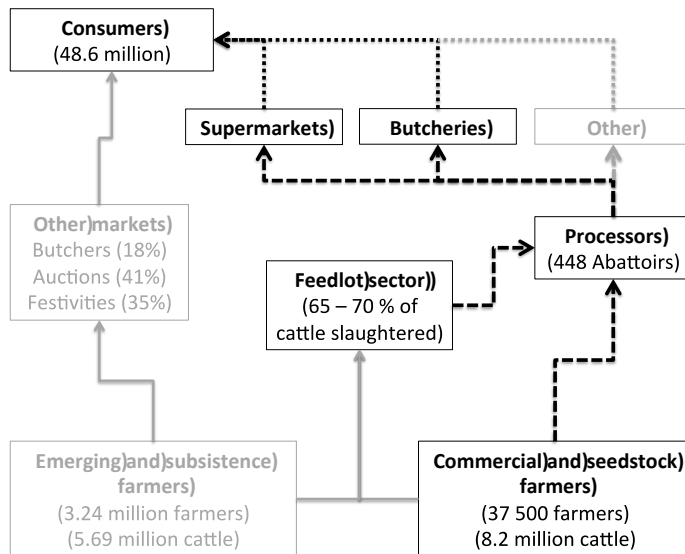 Consumers)
(48.6 million)
Supermarkets)
Butcheries)
Other)
Other)markets)
Butchers (18%)
Auctions (41%)
Festivities (35%)
Processors)
(448 Abattoirs)
Feedlot)sector))
(65 – 70 % of
cattle slaughtered)
Emerging)and)subsistence)
farmers)
(3.24 million farmers)
(5.69 million cattle)
Commercial)and)seedstock)
farmers)
(37 500 farmers)
(8.2 million cattle)